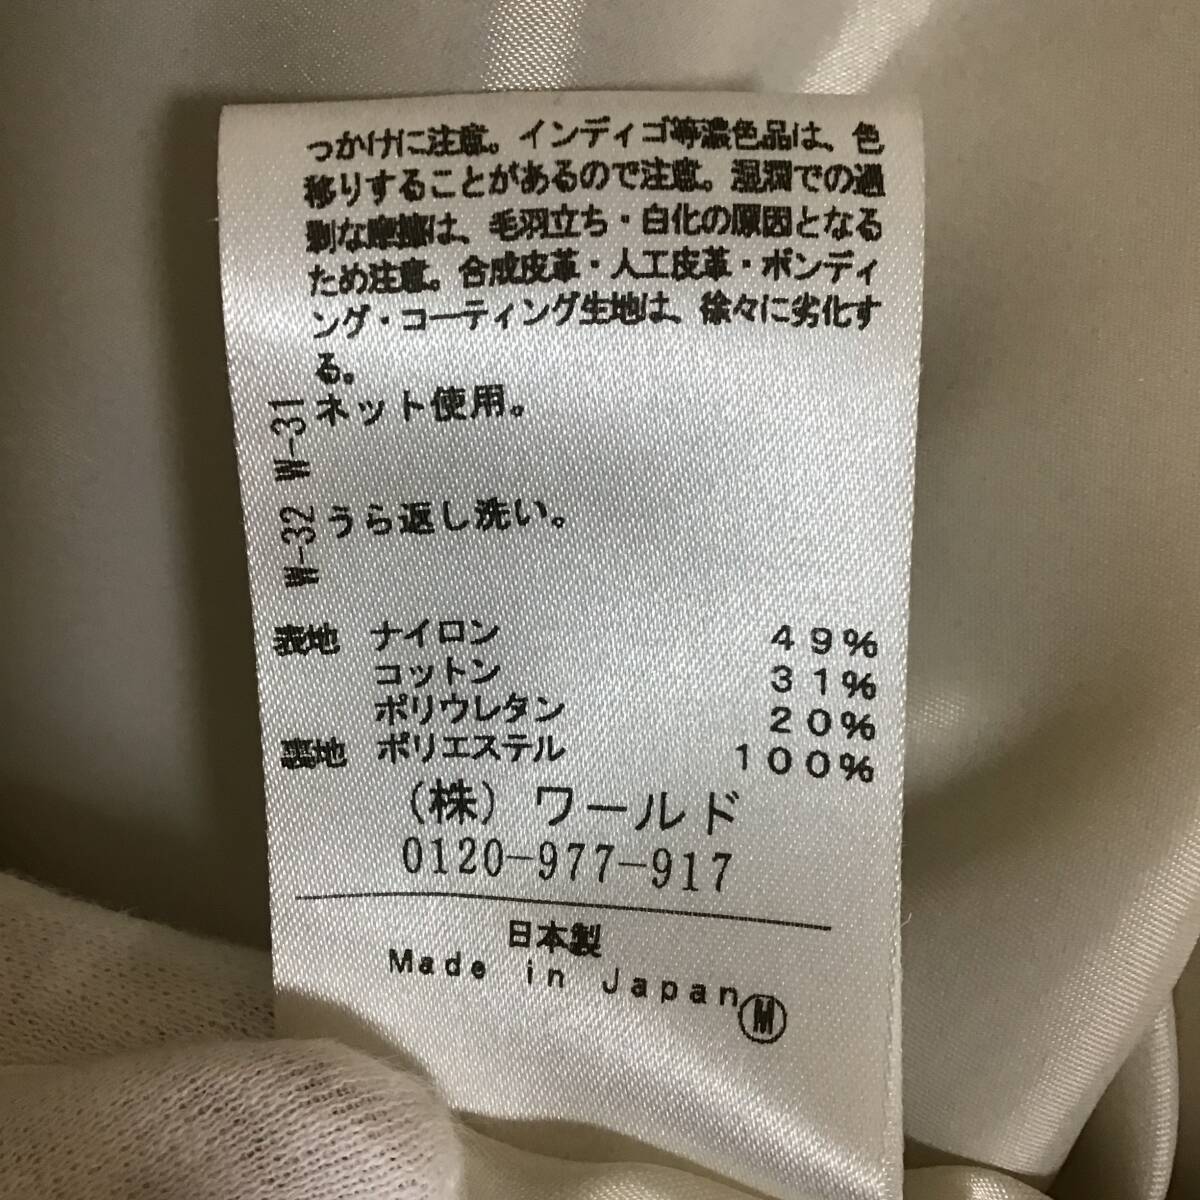 っかけに注意。インディゴ等濃色品は、色
移りすることがあるので注意。湿潤での過
剰な摩擦は、毛羽立ち・白化の原因となる
ため注意。合成皮革・人工皮革・ボンディ
ング・コーティング生地は、徐々に劣化す
る。
W-31 ネット使用。
W-32 うら返し洗い。
表地 ナイロン 49%
コットン 31%
ポリウレタン 20%
裏地 ポリエステル 100%
(株) ワールド
0120-977-917
日本製
Made in Japan Ⓜ